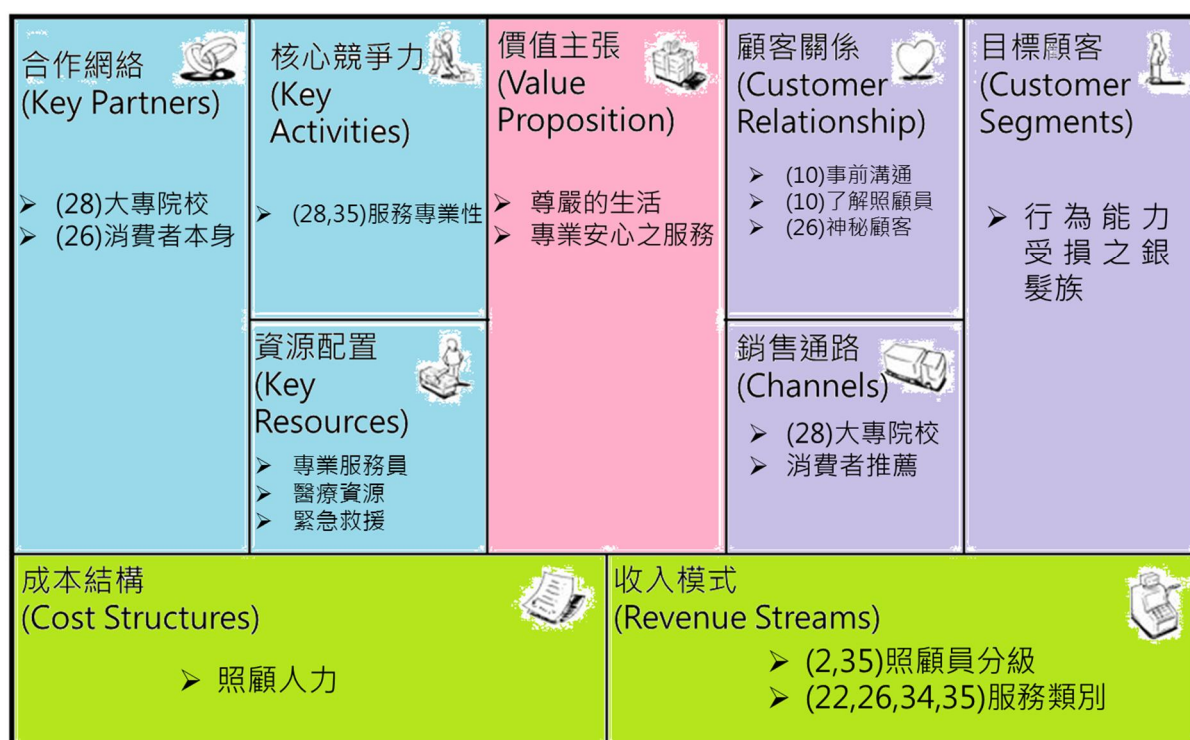 合作網絡
(Key Partners)
➢ (28)大專院校
➢ (26)消費者本身
核心競爭力
(Key
Activities)
➢ (28,35)服務專業性
資源配置
(Key
Resources)
➢ 專業服務員
➢ 醫療資源
➢ 緊急救援
價值主張
(Value
Proposition)
➢ 尊嚴的生活
➢ 專業安心之服務
顧客關係
(Customer
Relationship)
➢ (10)事前溝通
➢ (10)了解照顧員
➢ (26)神秘顧客
銷售通路
(Channels)
➢ (28)大專院校
➢ 消費者推薦
目標顧客
(Customer
Segments)
➢ 行為能力
受損之銀
髮族
成本結構
(Cost Structures)
➢ 照顧人力
收入模式
(Revenue Streams)
➢ (2,35)照顧員分級
➢ (22,26,34,35)服務類別